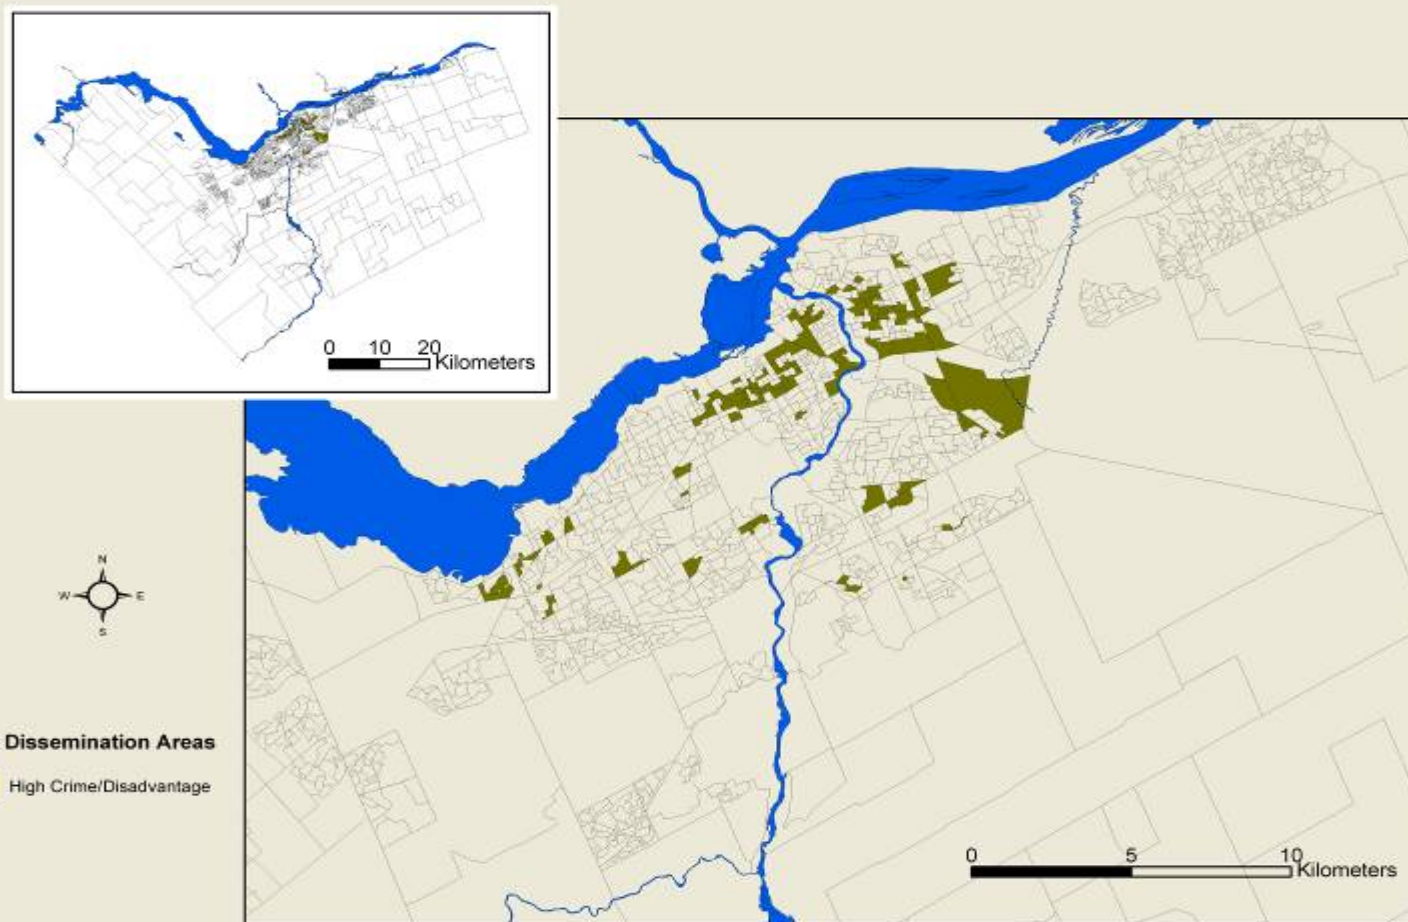 0 10 20
Kilometers
N
W E
S
Dissemination Areas
High Crime/Disadvantage
0 5 10
Kilometers